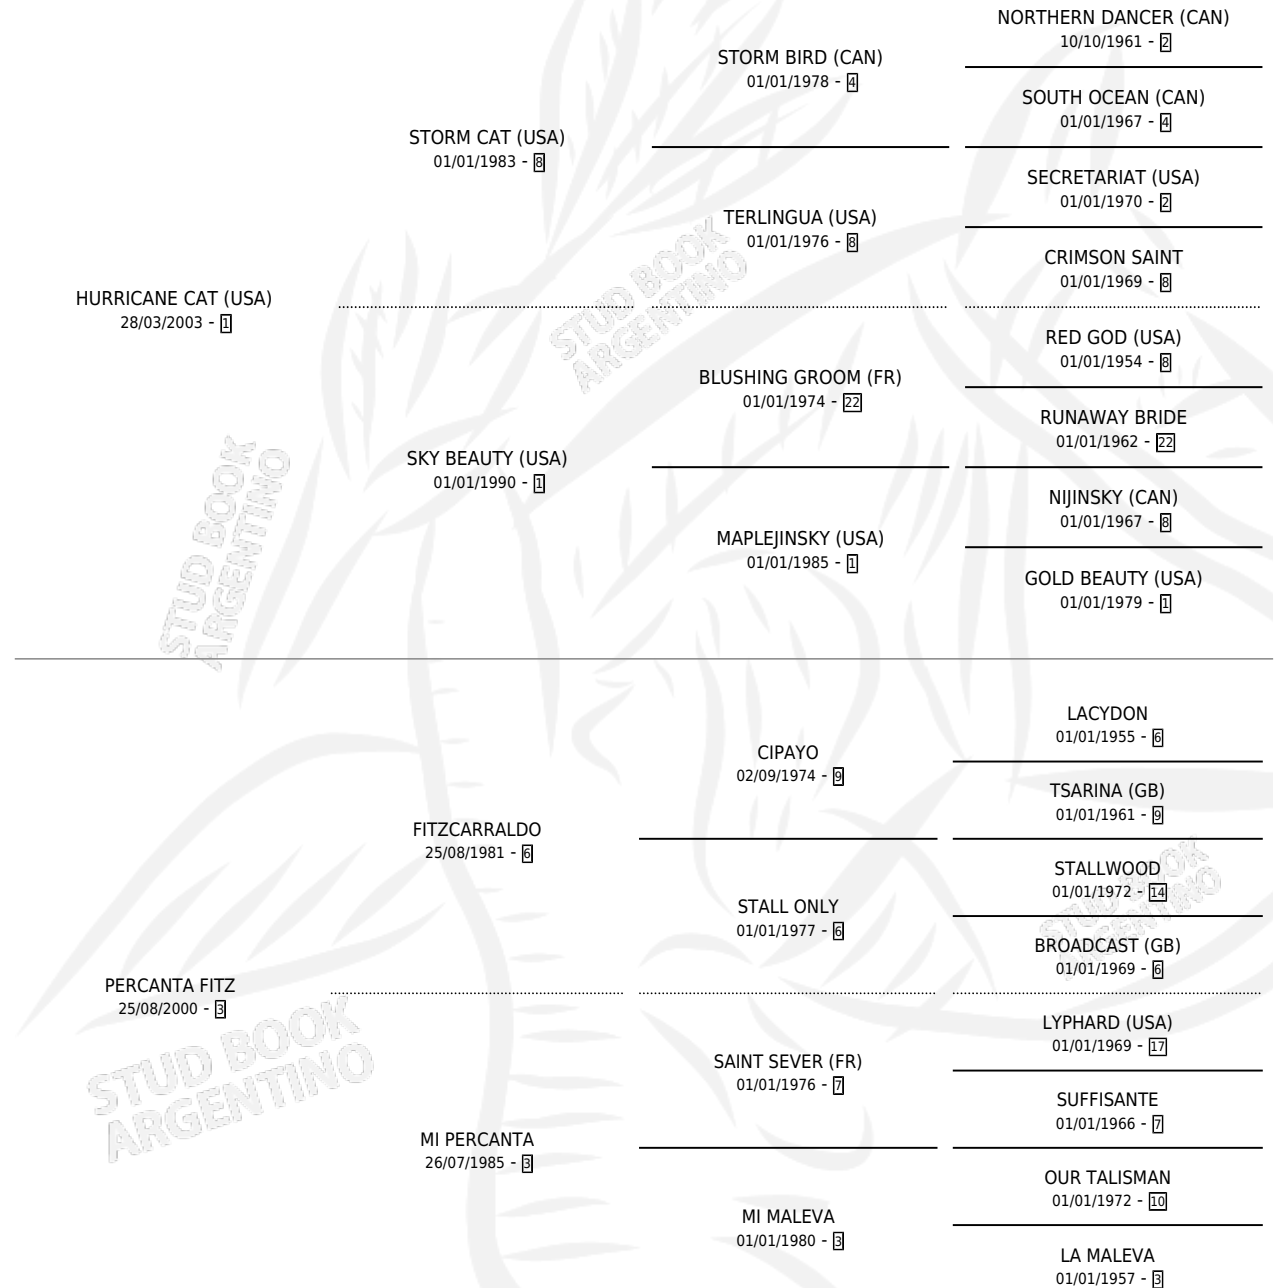 NORTHERN DANCER (CAN)
10/10/1961 - 2
STORM BIRD (CAN)
01/01/1978 - 4
SOUTH OCEAN (CAN)
01/01/1967 - 4
STORM CAT (USA)
01/01/1983 - 8
SECRETARIAT (USA)
01/01/1970 - 2
TERLINGUA (USA)
01/01/1976 - 8
CRIMSON SAINT
01/01/1969 - 8
HURRICANE CAT (USA)
28/03/2003 - 1
RED GOD (USA)
01/01/1954 - 8
BLUSHING GROOM (FR)
01/01/1974 - 22
RUNAWAY BRIDE
01/01/1962 - 22
SKY BEAUTY (USA)
01/01/1990 - 1
NIJINSKY (CAN)
01/01/1967 - 8
MAPLEJINSKY (USA)
01/01/1985 - 1
GOLD BEAUTY (USA)
01/01/1979 - 1
LACYDON
01/01/1955 - 6
CIPAYO
02/09/1974 - 9
TSARINA (GB)
01/01/1961 - 9
FITZCARRALDO
25/08/1981 - 6
STALLWOOD
01/01/1972 - 14
STALL ONLY
01/01/1977 - 6
BROADCAST (GB)
01/01/1969 - 6
PERCANTA FITZ
25/08/2000 - 3
LYPHARD (USA)
01/01/1969 - 17
SAINT SEVER (FR)
01/01/1976 - 7
SUFFISANTE
01/01/1966 - 7
MI PERCANTA
26/07/1985 - 3
OUR TALISMAN
01/01/1972 - 10
MI MALEVA
01/01/1980 - 3
LA MALEVA
01/01/1957 - 3
STUD BOOK
ARGENTINO
STUD BOOK
ARGENTINO
STUD BOOK
ARGENTINO
STUD BOOK
ARGENTINO